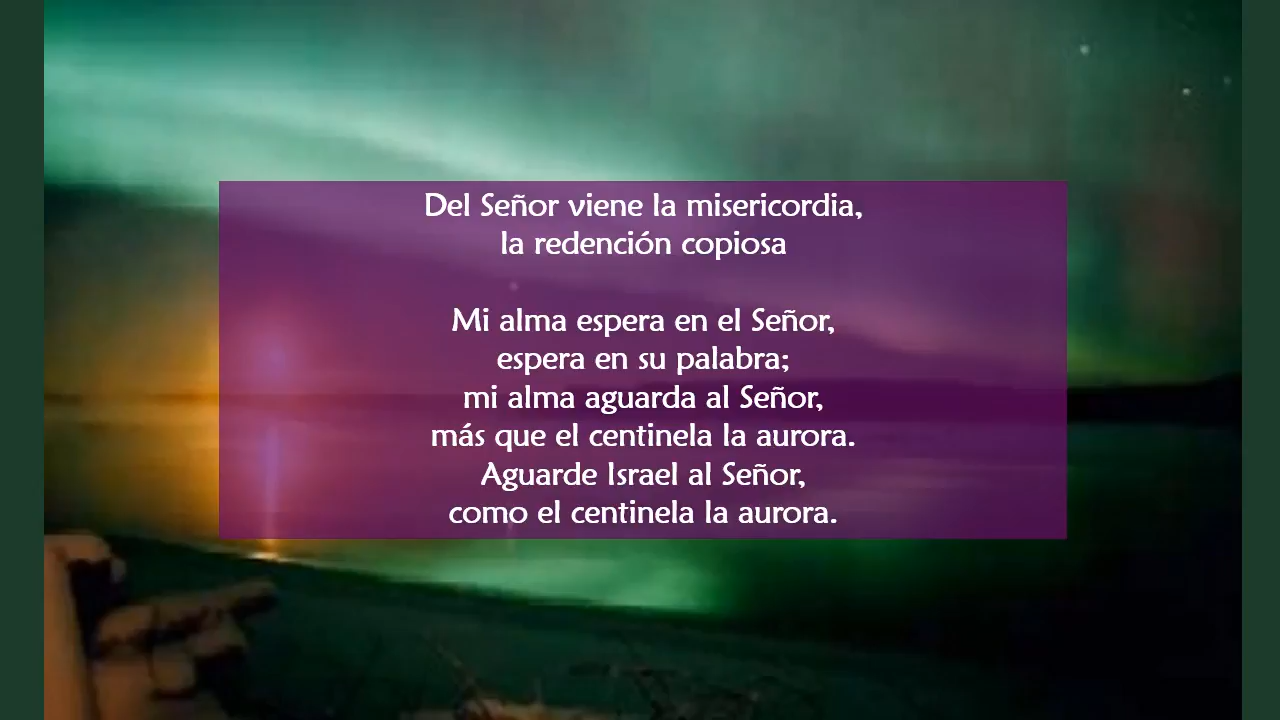 Del Señor viene la misericordia,
la redención copiosa
Mi alma espera en el Señor,
espera en su palabra;
mi alma aguarda al Señor,
más que el centinela la aurora.
Aguarde Israel al Señor,
como el centinela la aurora.